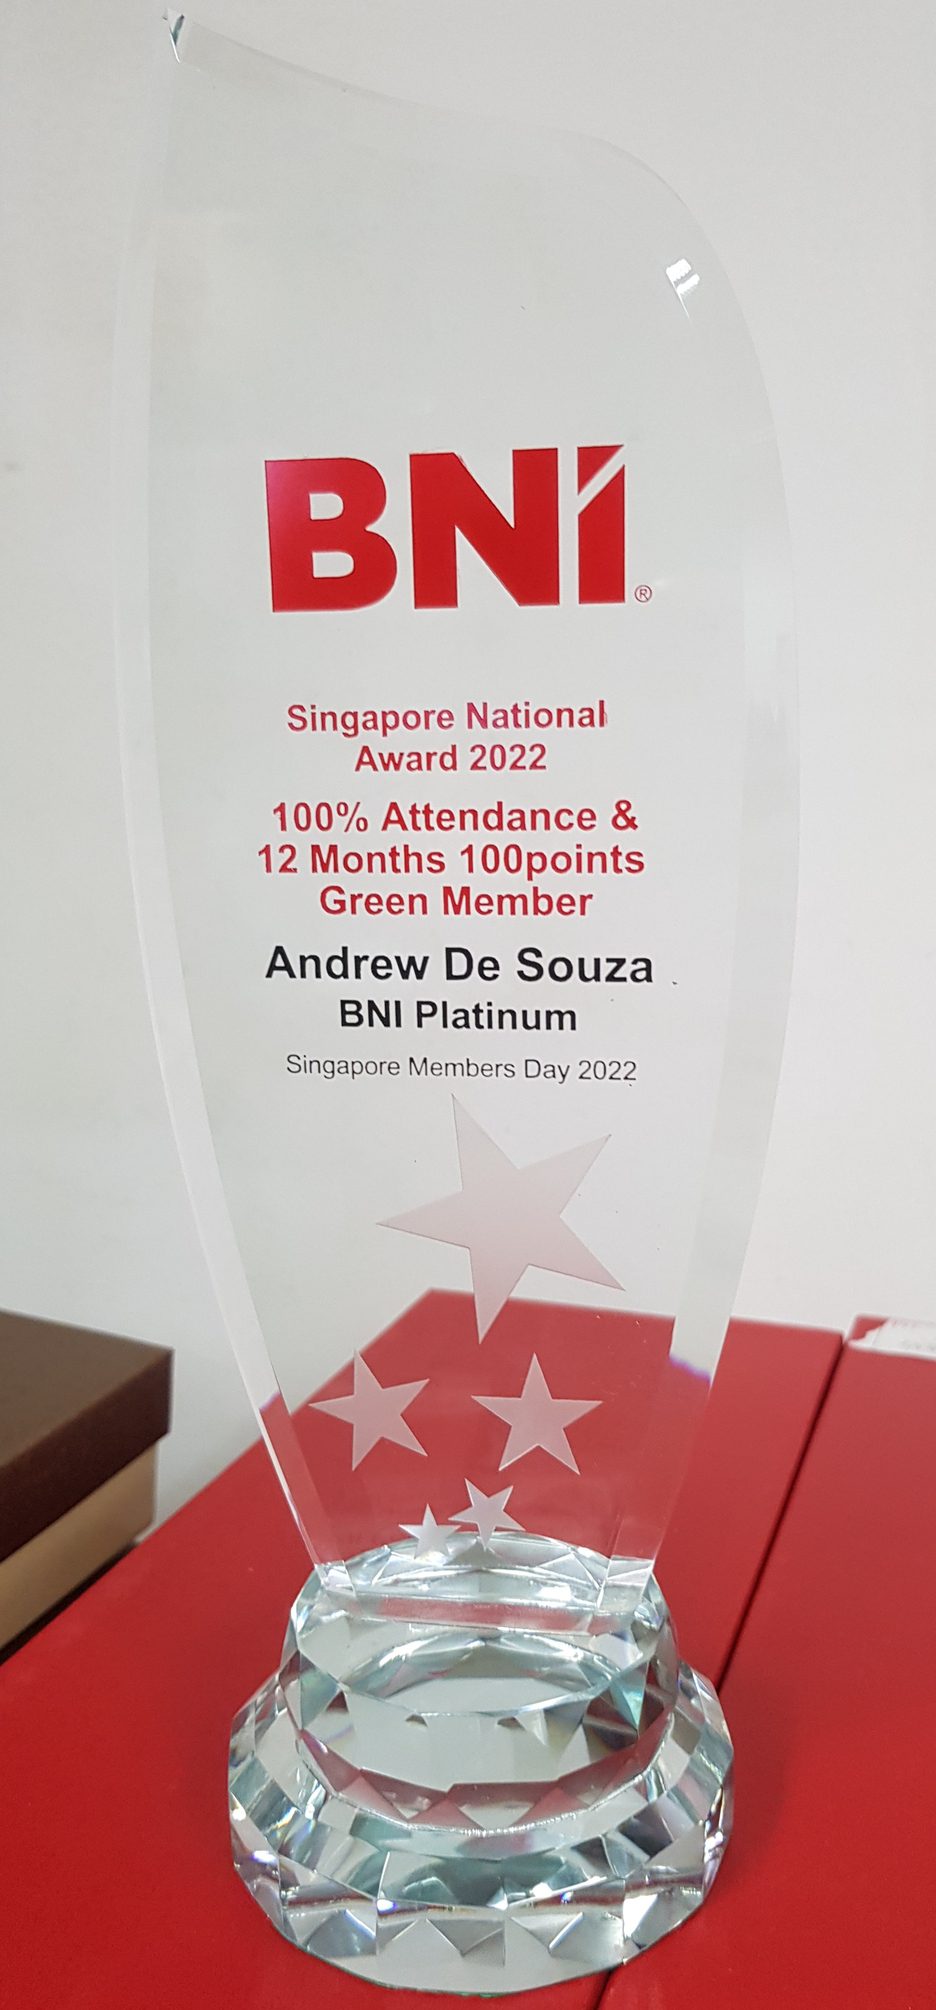 BNI®
Singapore National
Award 2022
100% Attendance &
12 Months 100points
Green Member
Andrew De Souza
BNI Platinum
Singapore Members Day 2022